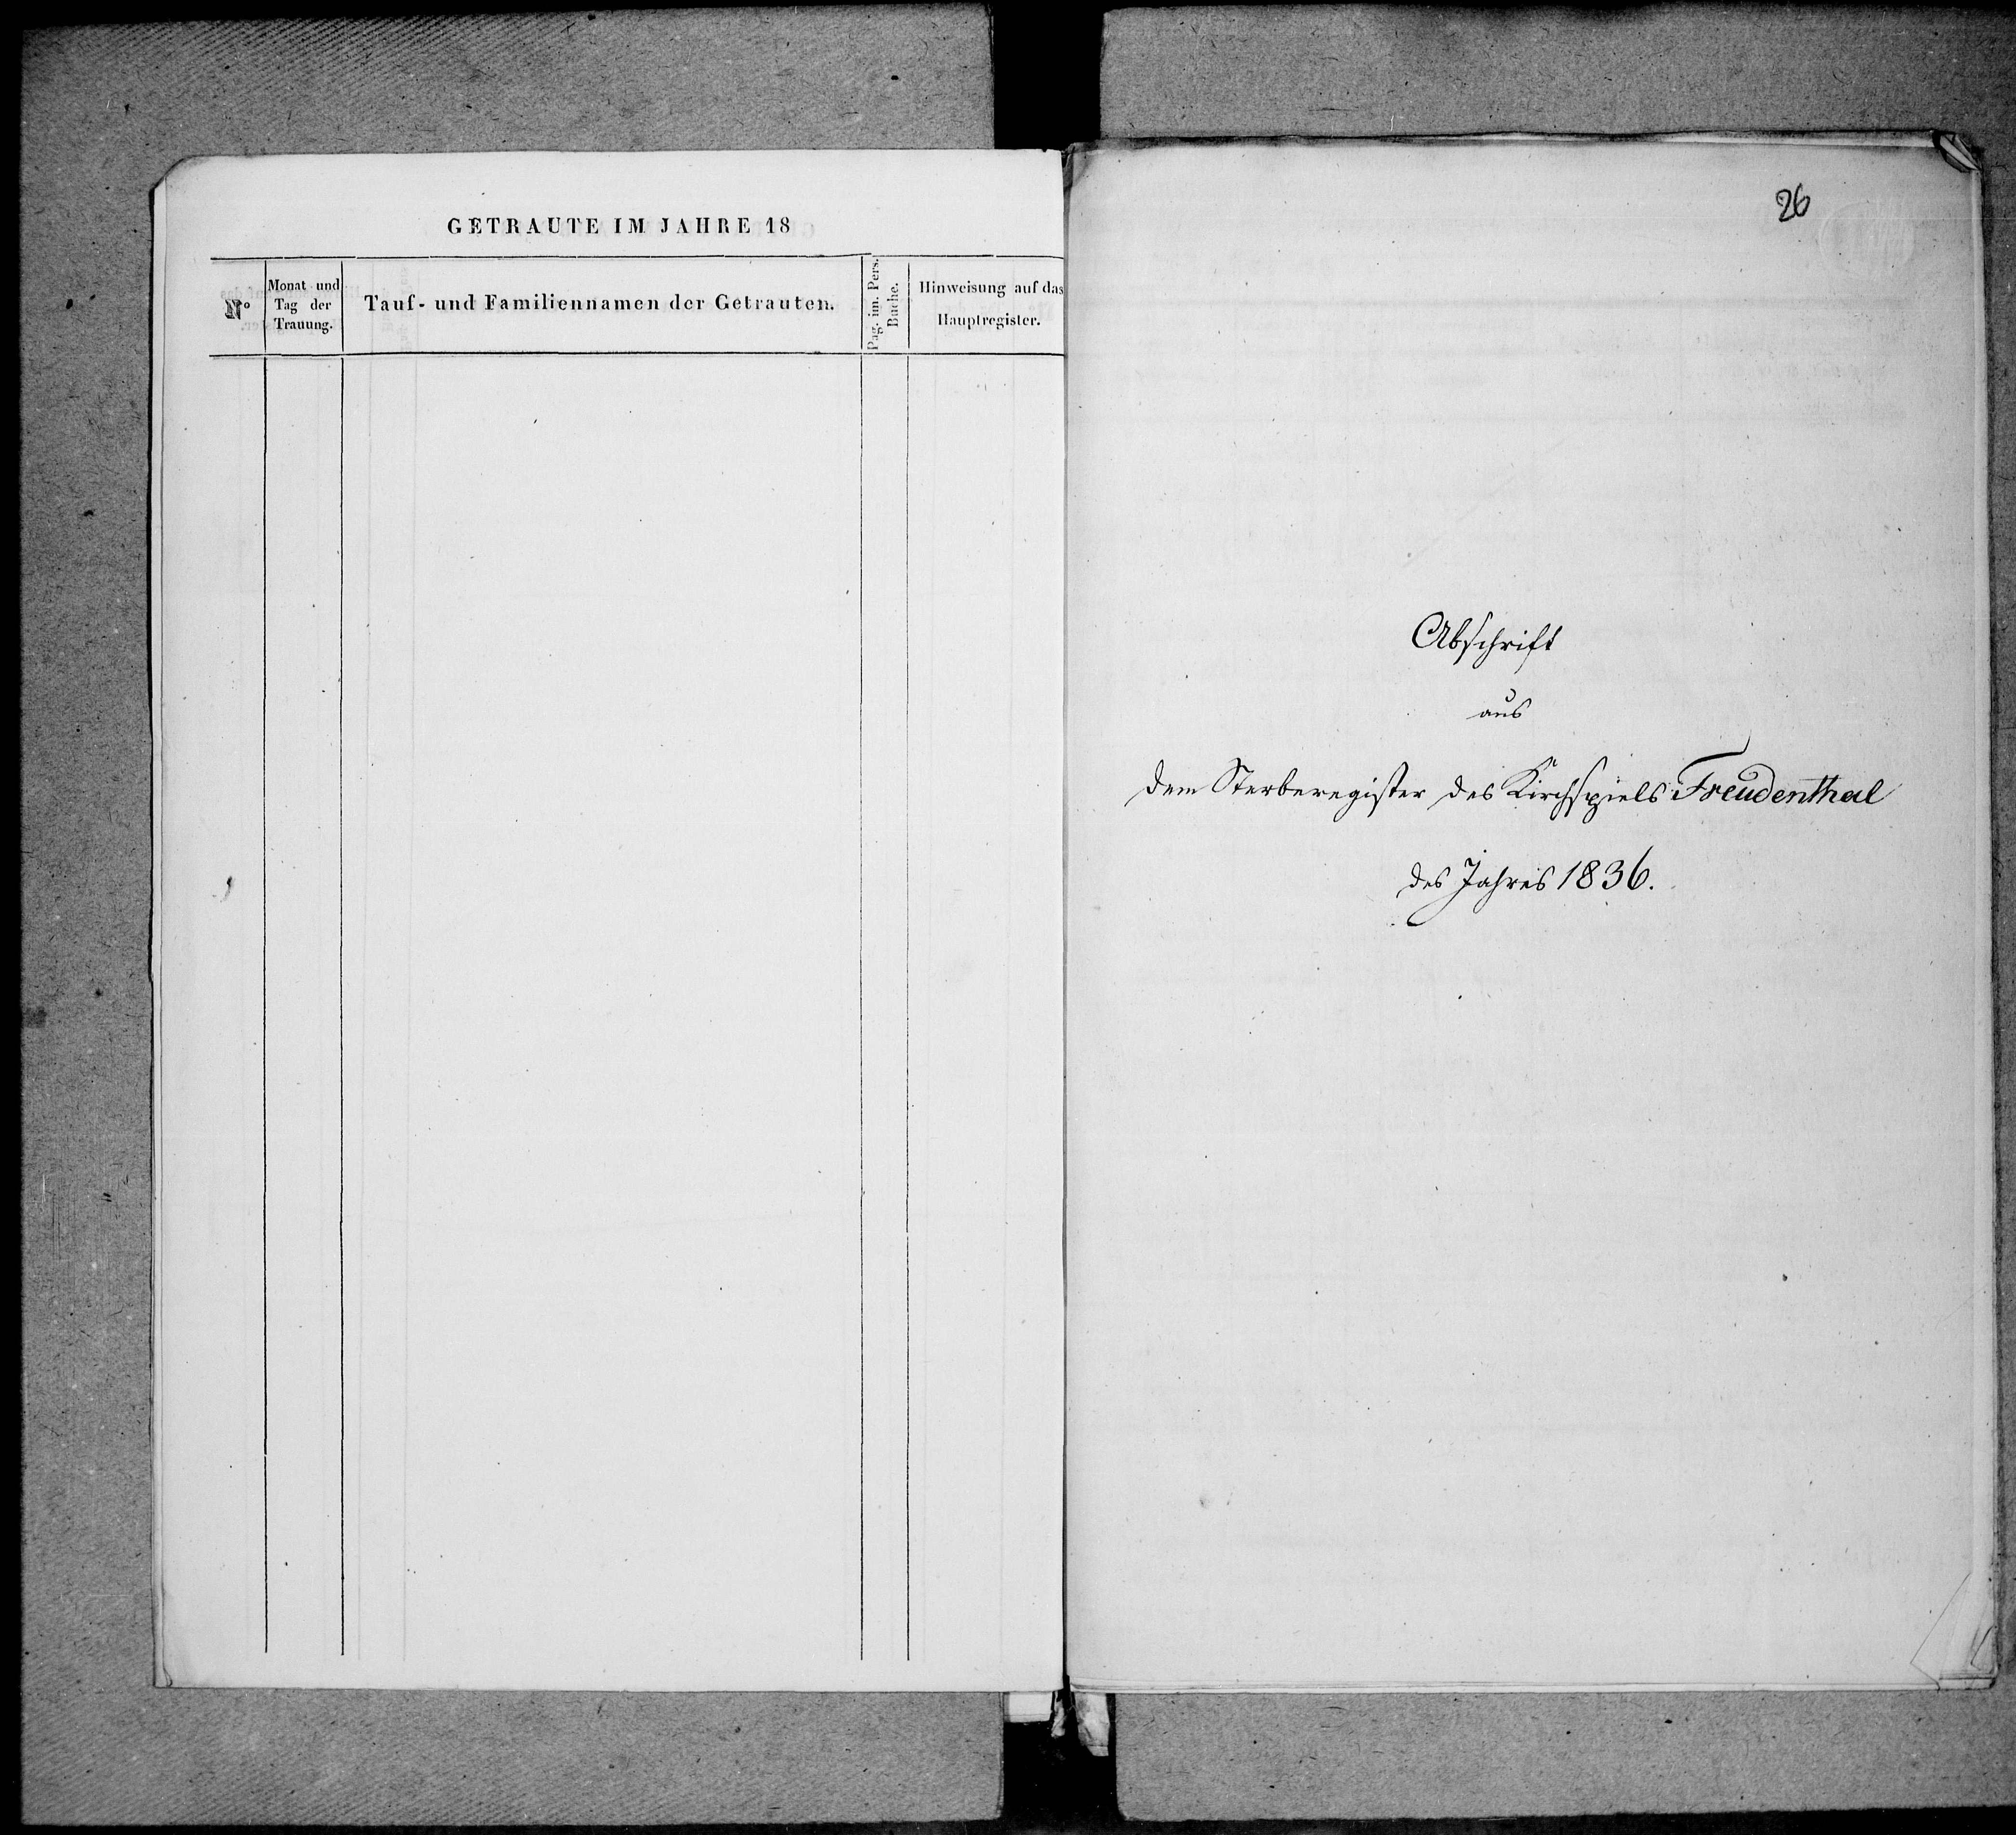 GETRAUTE IM JAHRE 18
N°
Monat und
Tag der
Trauung.
Tauf- und Familiennamen der Getrauten.
Pag. im. Pers.
Buche.
Hinweisung auf das
Hauptregister.
26
Abschrift
aus
dem Sterberegister des Kirchspiels Freudenthal
des Jahres 1836.